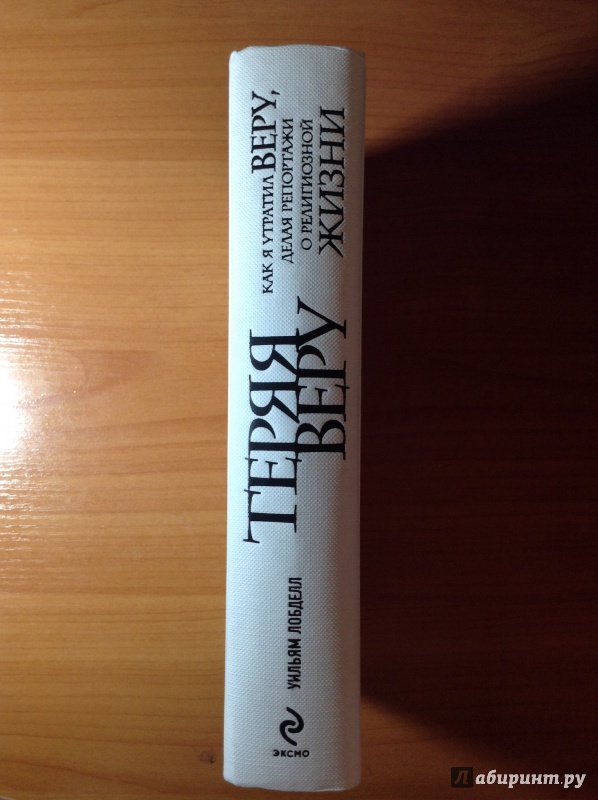 УИЛЬЯМ ЛОБДЕЛЛ
ТЕРЯЯ
ВЕРУ
КАК Я УТРАТИЛ ВЕРУ,
ДЕЛАЯ РЕПОРТАЖИ
О РЕЛИГИОЗНОЙ
ЖИЗНИ
ЭКСМО
Лабиринт.ру